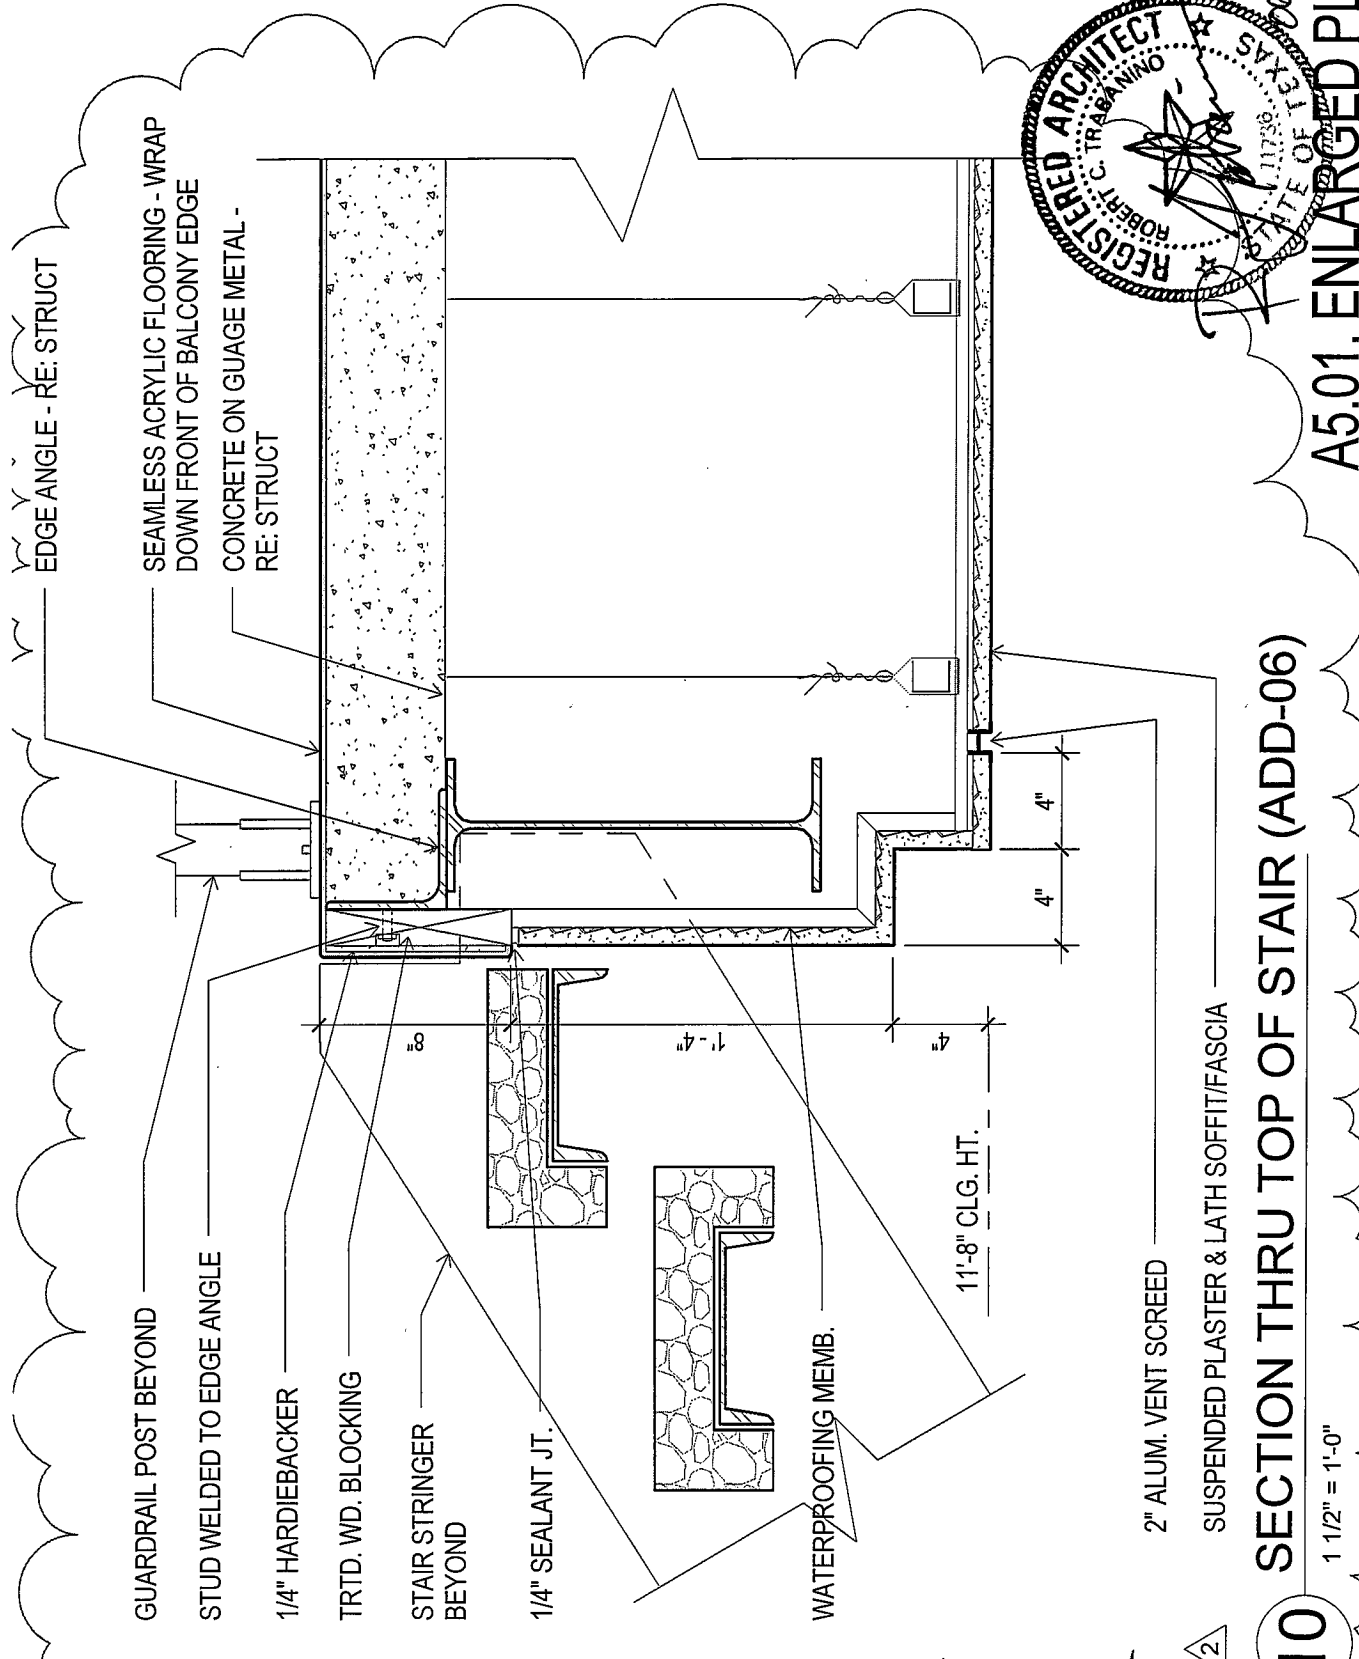 EDGE ANGLE - RE: STRUCT
SEAMLESS ACRYLIC FLOORING - WRAP
DOWN FRONT OF BALCONY EDGE
CONCRETE ON GUAGE METAL -
RE: STRUCT
GUARDRAIL POST BEYOND
STUD WELDED TO EDGE ANGLE
1/4" HARDIEBACKER
TRTD. WD. BLOCKING
STAIR STRINGER
BEYOND
1/4" SEALANT JT.
WATERPROOFING MEMB.
8"
1'-4"
4"
4"
4"
11'-8" CLG. HT.
2" ALUM. VENT SCREED
SUSPENDED PLASTER & LATH SOFFIT/FASCIA
2
10
SECTION THRU TOP OF STAIR (ADD-06)
1 1/2" = 1'-0"
REGISTERED ARCHITECT
ROBERT C. TRABANINO
11736
STATE OF TEXAS
A5.01, ENLARGED